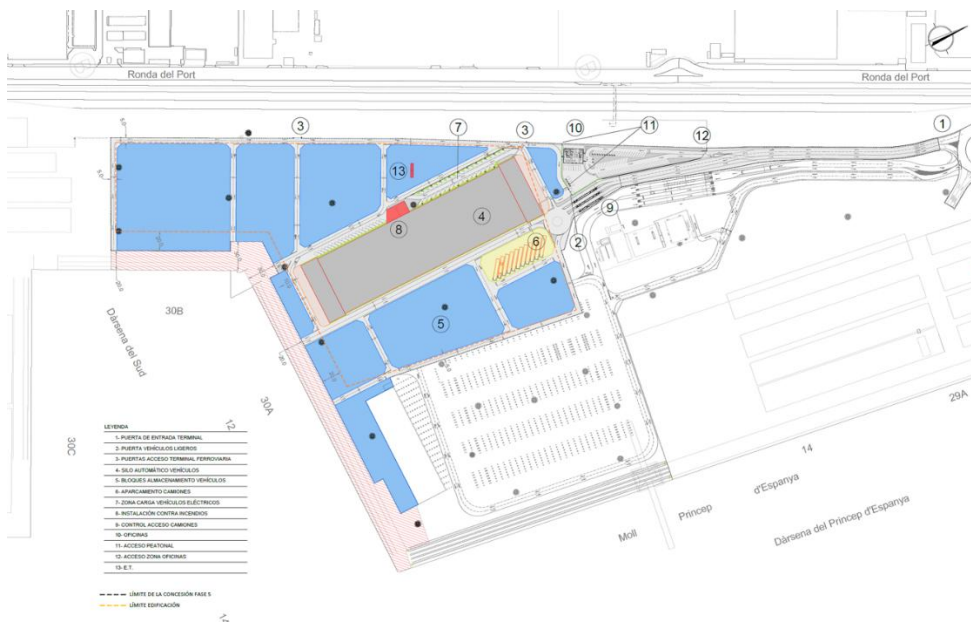 Ronda del Port
Ronda del Port
3
7
3
10
11
12
1
13
4
8
9
6
2
5
30B
Dàrsena del Sud
30A
30C
12
29A
14
d'Espanya
Príncep
Moll
Dàrsena del Príncep d'Espanya
LEYENDA
1- PUERTA DE ENTRADA TERMINAL
2- PUERTA VEHÍCULOS LIGEROS
3- PUERTAS ACCESO TERMINAL FERROVIARIA
4- SILO AUTOMÁTICO VEHÍCULOS
5- BLOQUES ALMACENAMIENTO VEHÍCULOS
6- APARCAMIENTO CAMIONES
7- ZONA CARGA VEHÍCULOS ELÉCTRICOS
8- INSTALACIÓN CONTRA INCENDIOS
9- CONTROL ACCESO CAMIONES
10- OFICINAS
11- ACCESO PEATONAL
12- ACCESO ZONA OFICINAS
13- E.T.
LÍMITE DE LA CONCESIÓN FASE 5
LÍMITE EDIFICACIÓN